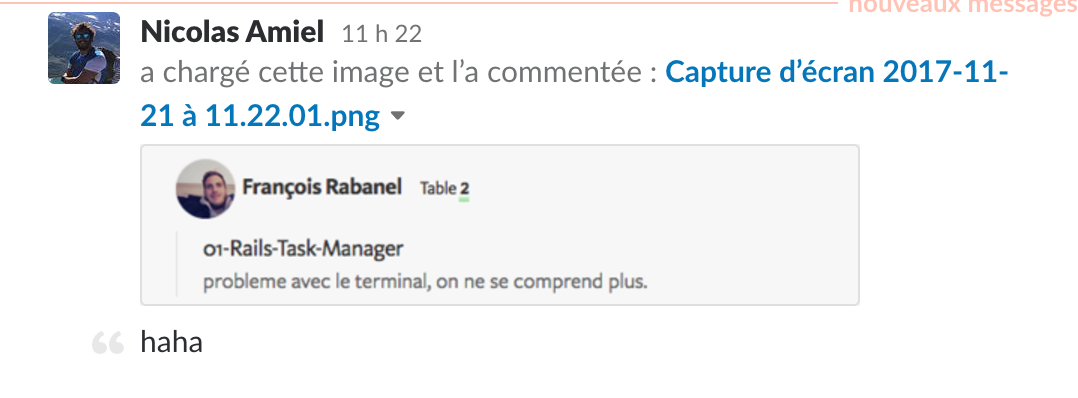 nouveaux messages
Nicolas Amiel 11 h 22
a chargé cette image et l’a commentée : Capture d’écran 2017-11-
21 à 11.22.01.png
François Rabanel Table 2
01-Rails-Task-Manager
probleme avec le terminal, on ne se comprend plus.
haha